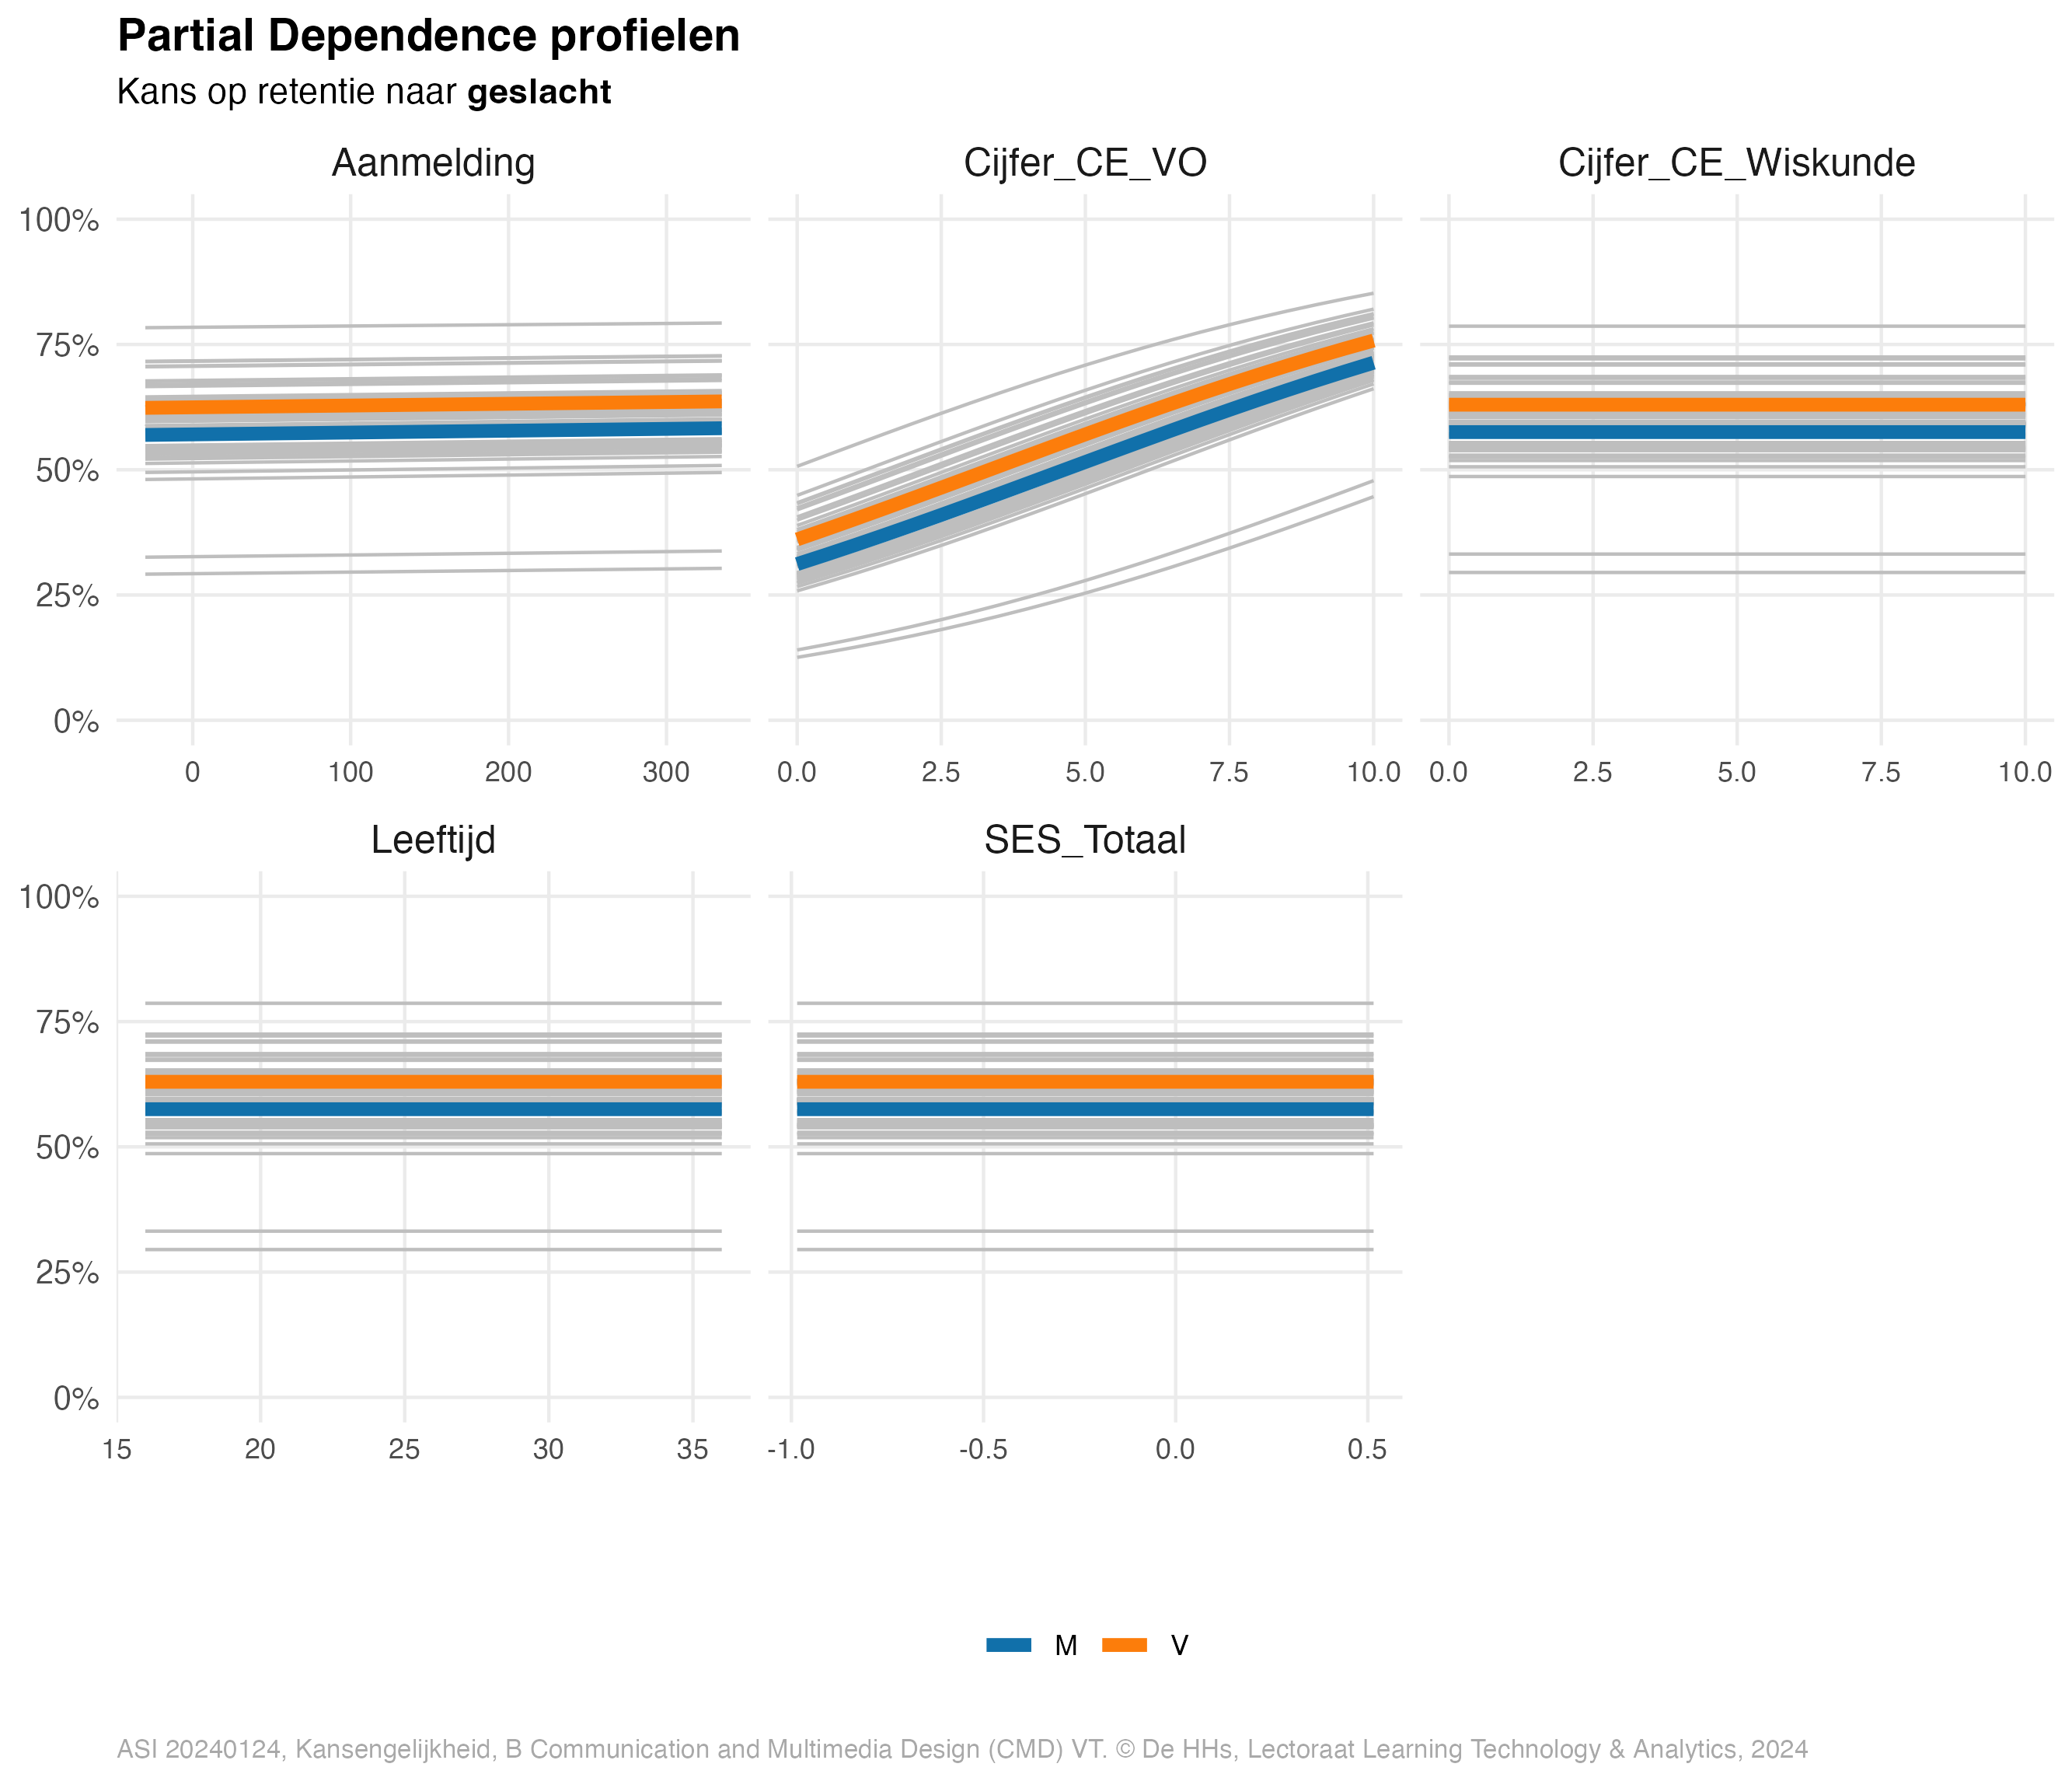 Partial Dependence profielen
Kans op retentie naar geslacht
Aanmelding
Cijfer_CE_VO
Cijfer_CE_Wiskunde
100%
75%
50%
25%
0%
0 100 200 300
0.0 2.5 5.0 7.5 10.0
0.0 2.5 5.0 7.5 10.0
Leeftijd
SES_Totaal
100%
75%
50%
25%
0%
15 20 25 30 35
-1.0 -0.5 0.0 0.5
M V
ASI 20240124, Kansengelijkheid, B Communication and Multimedia Design (CMD) VT. © De HHs, Lectoraat Learning Technology & Analytics, 2024